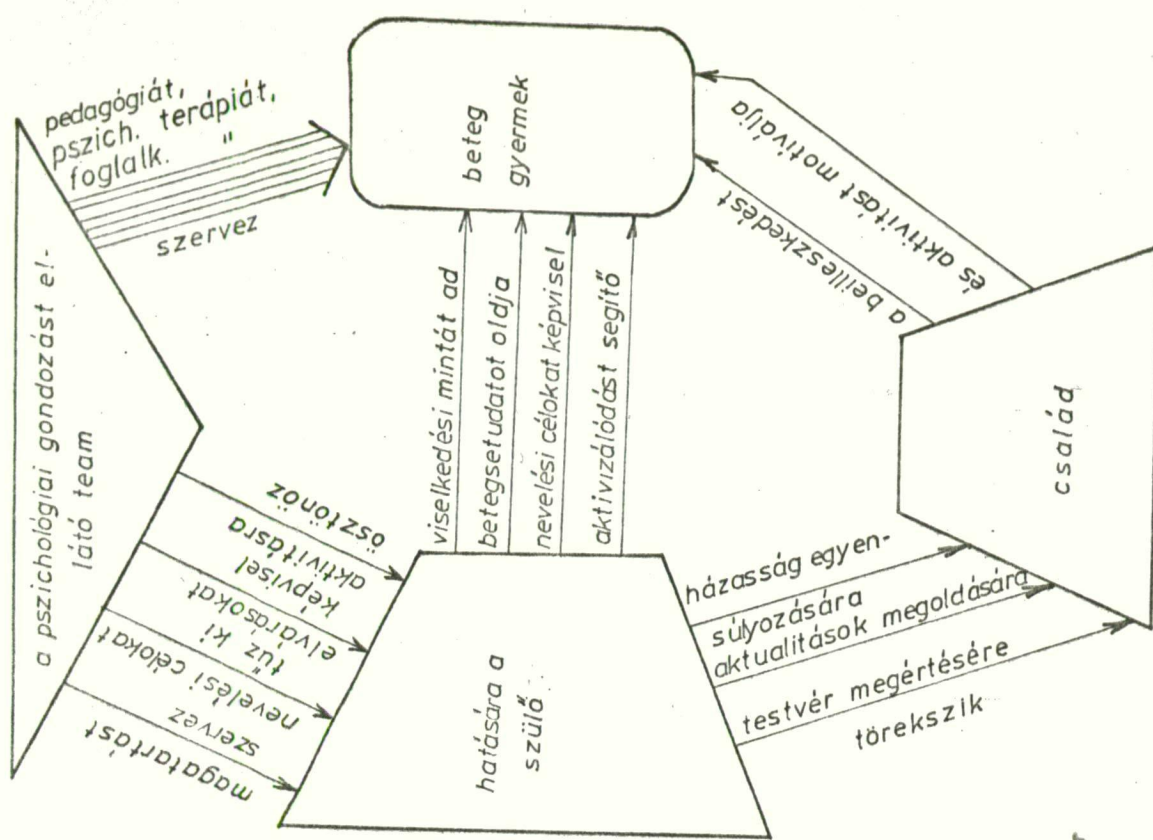 a pszichológiai gondozást el-
látó team
pedagógiát,
pszich. terápiát,
foglalk. "
szervez
beteg
gyermek
magatartást
szervez
nevelési célokat
tűz ki
elvárásokat
képvisel
aktivitásra
ösztönöz
hatására a
szülő
viselkedési mintát ad
betegsetudatot oldja
nevelési célokat képvisel
aktivizálódást segítő
a beilleszkedést
és aktivitást motiválja
házasság egyen-
súlyozására
aktualitások megoldására
testvér megértésére
törekszik
család